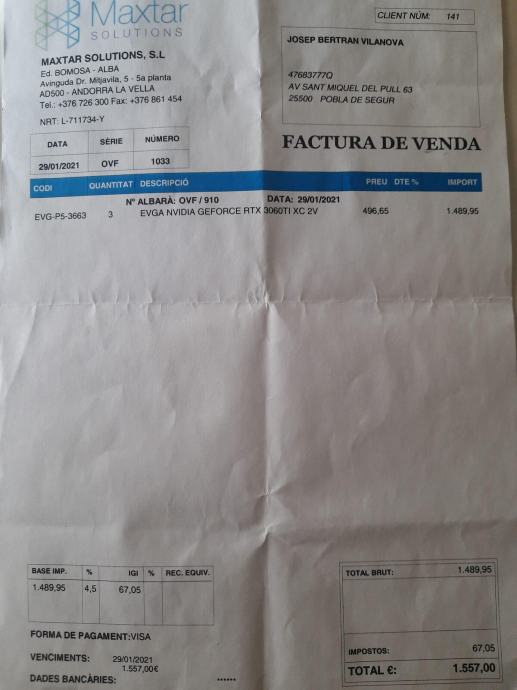 Maxtar
SOLUTIONS
CLIENT NÚM: 141
MAXTAR SOLUTIONS, S.L
Ed. BOMOSA - ALBA
Avinguda Dr. Mitjavila, 5 - 5a planta
AD500 - ANDORRA LA VELLA
Tel.: +376 726 300 Fax: +376 861 454
NRT: L-711734-Y
JOSEP BERTRAN VILANOVA
47683777Q
AV SANT MIQUEL DEL PULL 63
25500 POBLA DE SEGUR
DATA SÈRIE NÚMERO
29/01/2021 OVF 1033
FACTURA DE VENDA
CODI QUANTITAT DESCRIPCIÓ PREU DTE % IMPORT
Nº ALBARÀ: OVF / 910 DATA: 29/01/2021
EVG-P5-3663 3 EVGA NVIDIA GEFORCE RTX 3060TI XC 2V 496,65 1.489,95
BASE IMP. % IGI % REC. EQUIV.
1.489,95 4,5 67,05
TOTAL BRUT: 1.489,95
IMPOSTOS: 67,05
TOTAL €: 1.557,00
FORMA DE PAGAMENT:VISA
VENCIMENTS: 29/01/2021
1.557,00€
DADES BANCÀRIES: ******